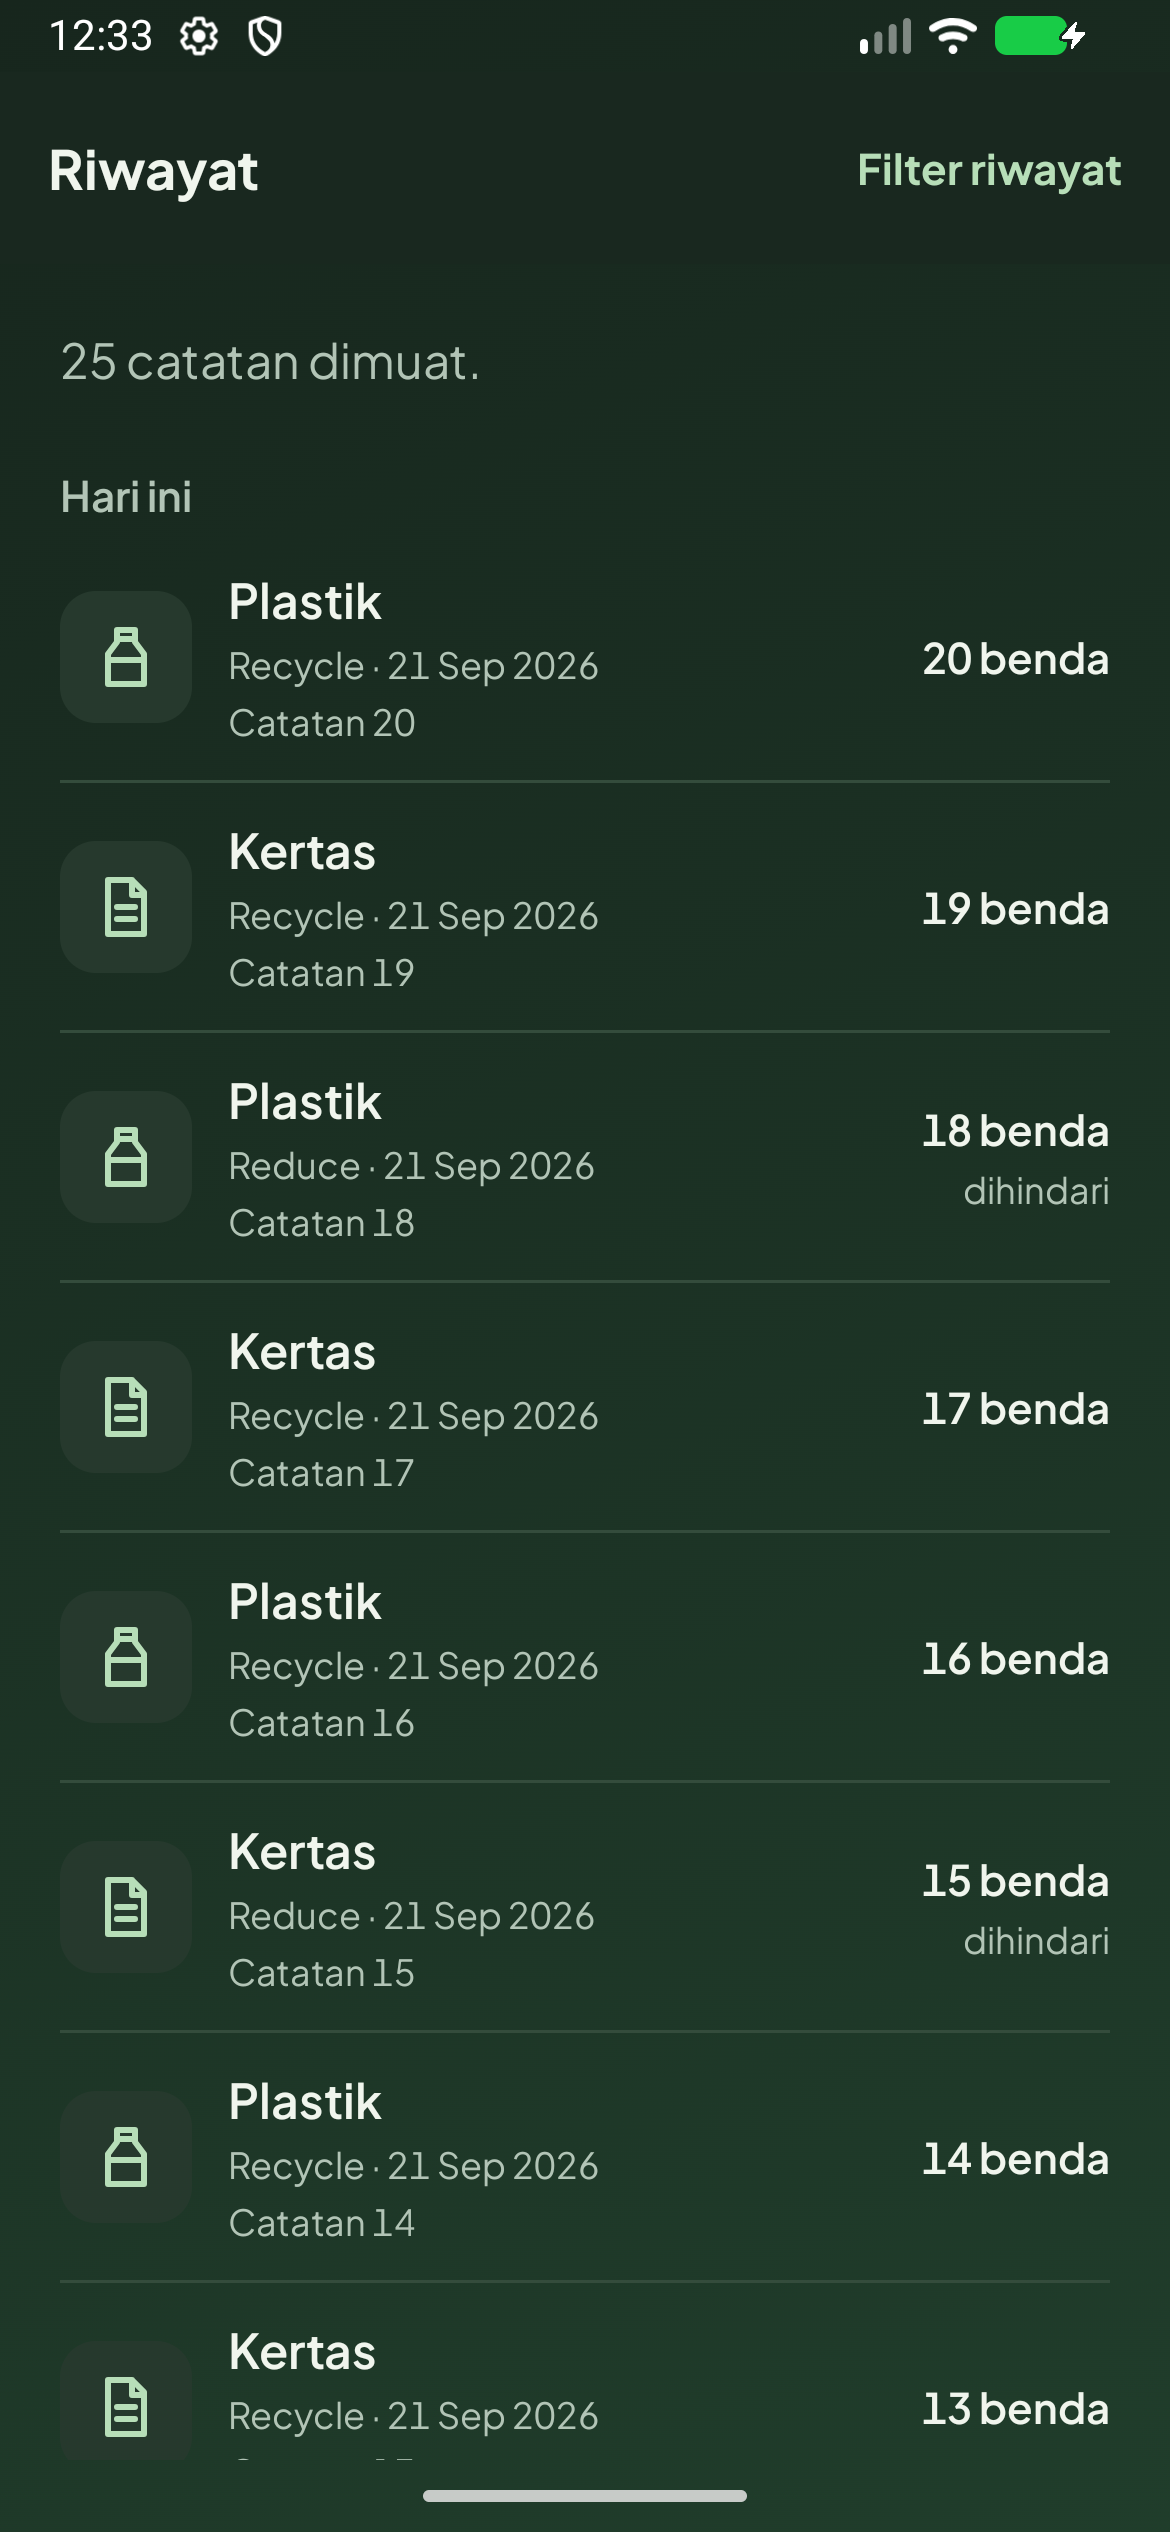 12:33
Riwayat
Filter riwayat
25 catatan dimuat.
Hari ini
Plastik
Recycle · 21 Sep 2026
Catatan 20
20 benda
Kertas
Recycle · 21 Sep 2026
Catatan 19
19 benda
Plastik
Reduce · 21 Sep 2026
Catatan 18
18 benda
dihindari
Kertas
Recycle · 21 Sep 2026
Catatan 17
17 benda
Plastik
Recycle · 21 Sep 2026
Catatan 16
16 benda
Kertas
Reduce · 21 Sep 2026
Catatan 15
15 benda
dihindari
Plastik
Recycle · 21 Sep 2026
Catatan 14
14 benda
Kertas
Recycle · 21 Sep 2026
13 benda